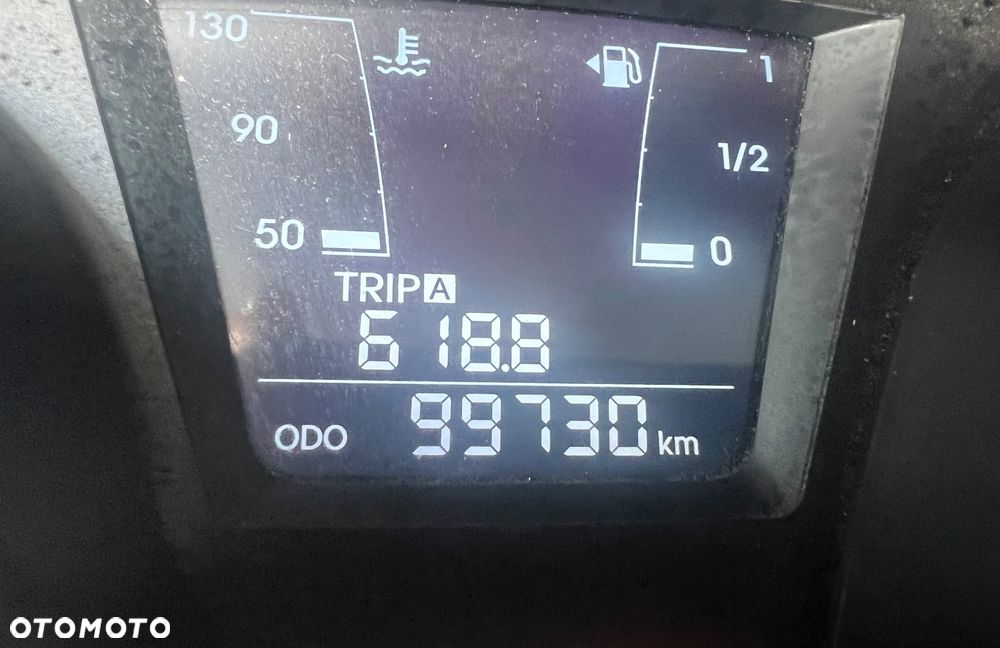 130
1
90
1/2
50
0
TRIP A
618.8
ODO 99730 km
OTOMOTO